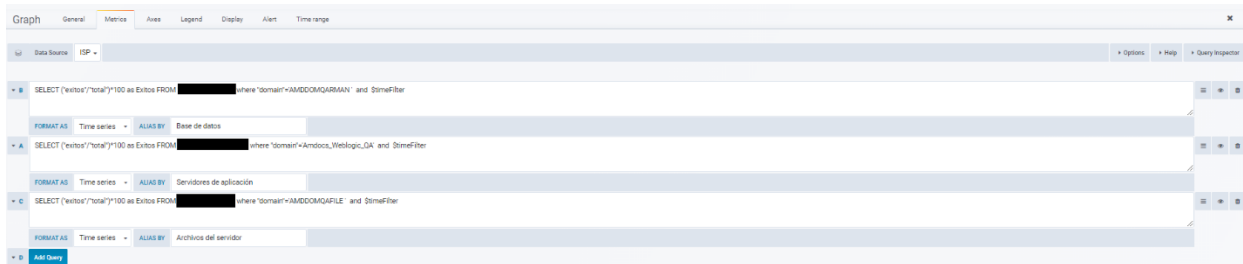 Graph General Metrics Axes Legend Display Alert Time range ×
Data Source ISP Options Help Query Inspector
B SELECT ("exitos"/"total")*100 as Exitos FROM where "domain"='AMDDOMQARMAN ' and $timeFilter
FORMAT AS Time series ALIAS BY Base de datos
A SELECT ("exitos"/"total")*100 as Exitos FROM where "domain"='Amdocs_Weblogic_QA' and $timeFilter
FORMAT AS Time series ALIAS BY Servidores de aplicación
C SELECT ("exitos"/"total")*100 as Exitos FROM where "domain"='AMDDOMQAFILE ' and $timeFilter
FORMAT AS Time series ALIAS BY Archivos del servidor
D Add Query